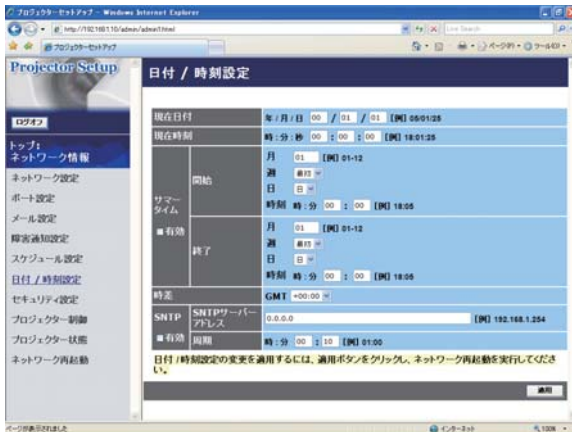 プロジェクターセットアップ - Windows Internet Explorer
http://192.168.1.10/admin/admin1.html
Live Search
プロジェクターセットアップ
ページ(P)
ツール(O)
Projector Setup
ログオフ
トップ:
ネットワーク情報
ネットワーク設定
ポート設定
メール設定
障害通知設定
スケジュール設定
日付 / 時刻設定
セキュリティ設定
プロジェクター制御
プロジェクター状態
ネットワーク再起動
日付 / 時刻設定
現在日付 年 / 月 / 日 00 / 01 / 01 【例】 05/01/25
現在時刻 時 : 分 : 秒 00 : 00 : 00 【例】 18:01:25
サマータイム
■有効
開始
月 01 【例】 01-12
週 最初
日 日
時刻 時 : 分 00 : 00 【例】 18:05
終了
月 01 【例】 01-12
週 最初
日 日
時刻 時 : 分 00 : 00 【例】 18:05
時差 GMT +00:00
SNTP
■有効
SNTPサーバーアドレス 0.0.0.0 【例】 192.168.1.254
周期 時 : 分 00 : 10 【例】 01:00
日付 / 時刻設定の変更を適用するには、適用ボタンをクリックし、ネットワーク再起動を実行してくださ
い。
適用
ページが表示されました
インターネット
100%